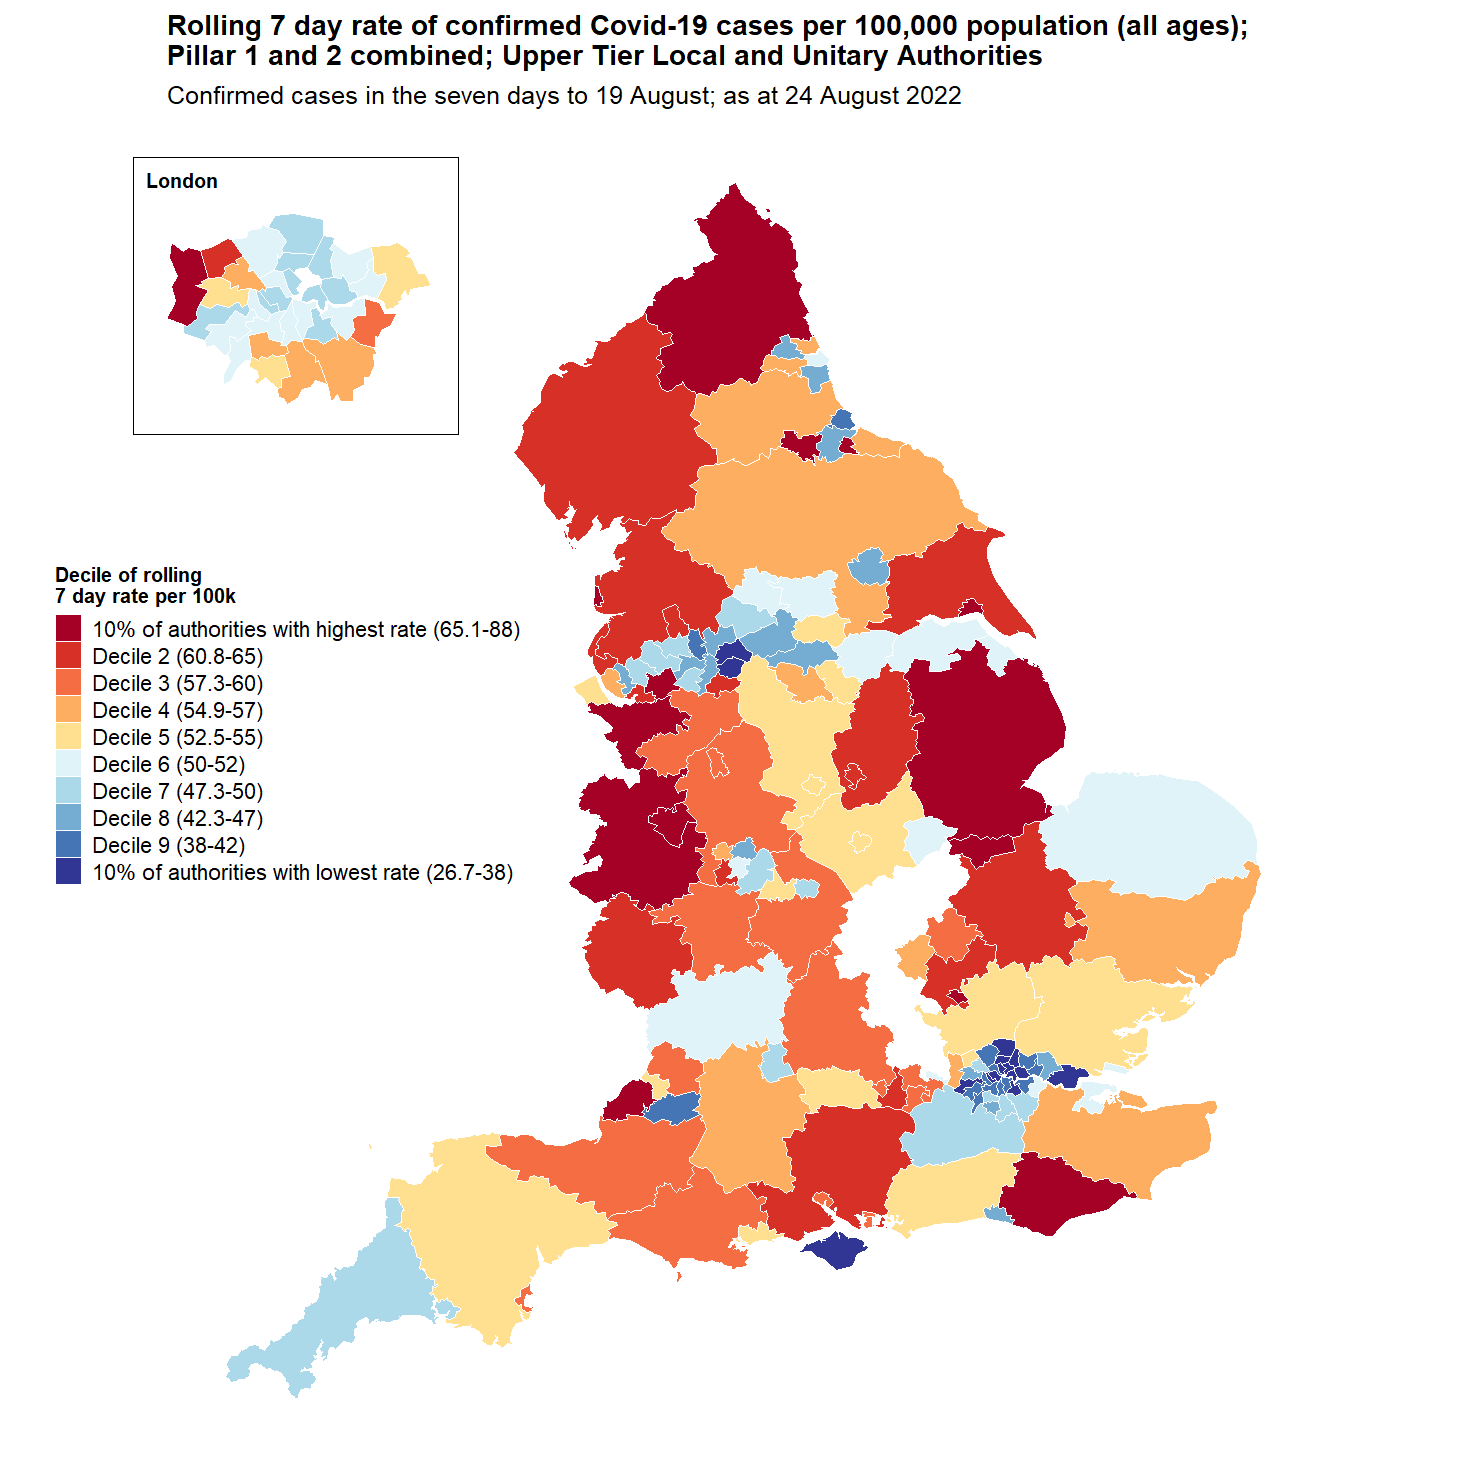 Rolling 7 day rate of confirmed Covid-19 cases per 100,000 population (all ages);
Pillar 1 and 2 combined; Upper Tier Local and Unitary Authorities
Confirmed cases in the seven days to 19 August; as at 24 August 2022
London
Decile of rolling
7 day rate per 100k
10% of authorities with highest rate (65.1-88)
Decile 2 (60.8-65)
Decile 3 (57.3-60)
Decile 4 (54.9-57)
Decile 5 (52.5-55)
Decile 6 (50-52)
Decile 7 (47.3-50)
Decile 8 (42.3-47)
Decile 9 (38-42)
10% of authorities with lowest rate (26.7-38)